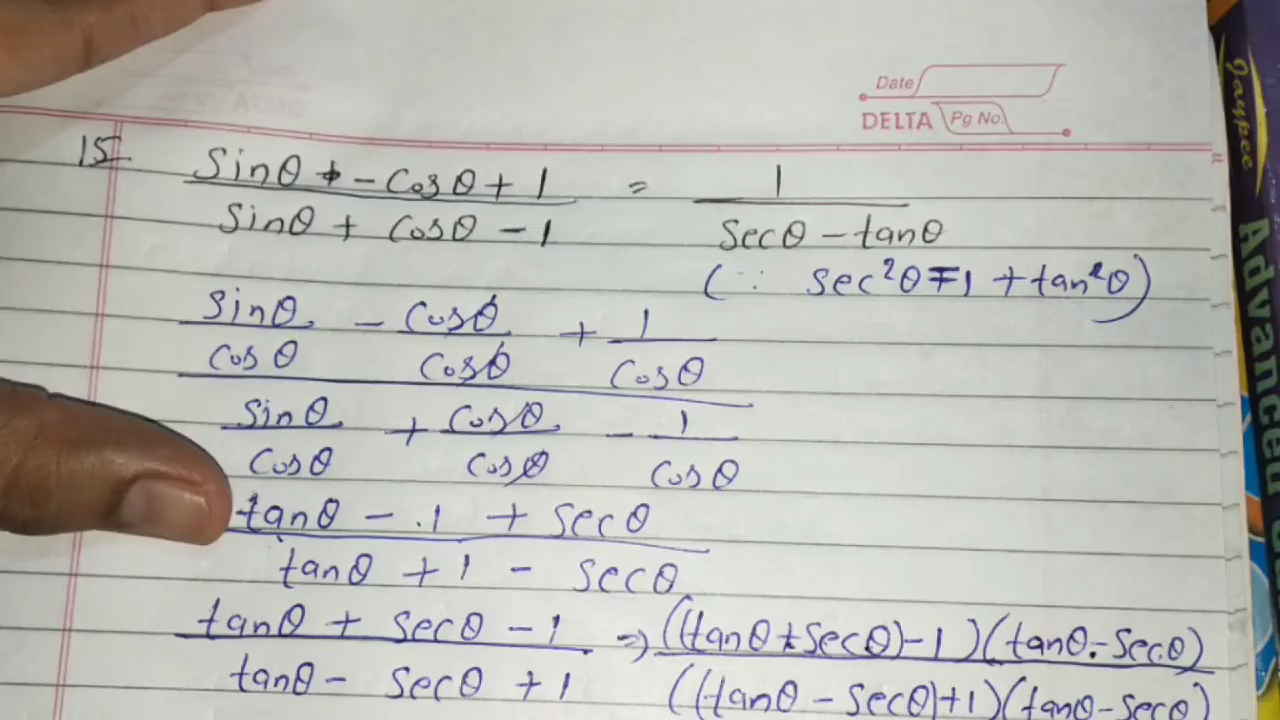 Date
DELTA Pg No.
15 (sinθ - cosθ + 1)/(sinθ + cosθ - 1) = 1/(secθ - tanθ)
(∵ sec²θ = 1 + tan²θ)
(sinθ/cosθ - cosθ/cosθ + 1/cosθ)/(sinθ/cosθ + cosθ/cosθ - 1/cosθ)
(tanθ - 1 + secθ)/(tanθ + 1 - secθ)
(tanθ + secθ - 1)/(tanθ - secθ + 1) ⇒ ((tanθ + secθ) - 1)(tanθ - secθ)/((tanθ - secθ) + 1)(tanθ - secθ)
Jaypee
Advanced